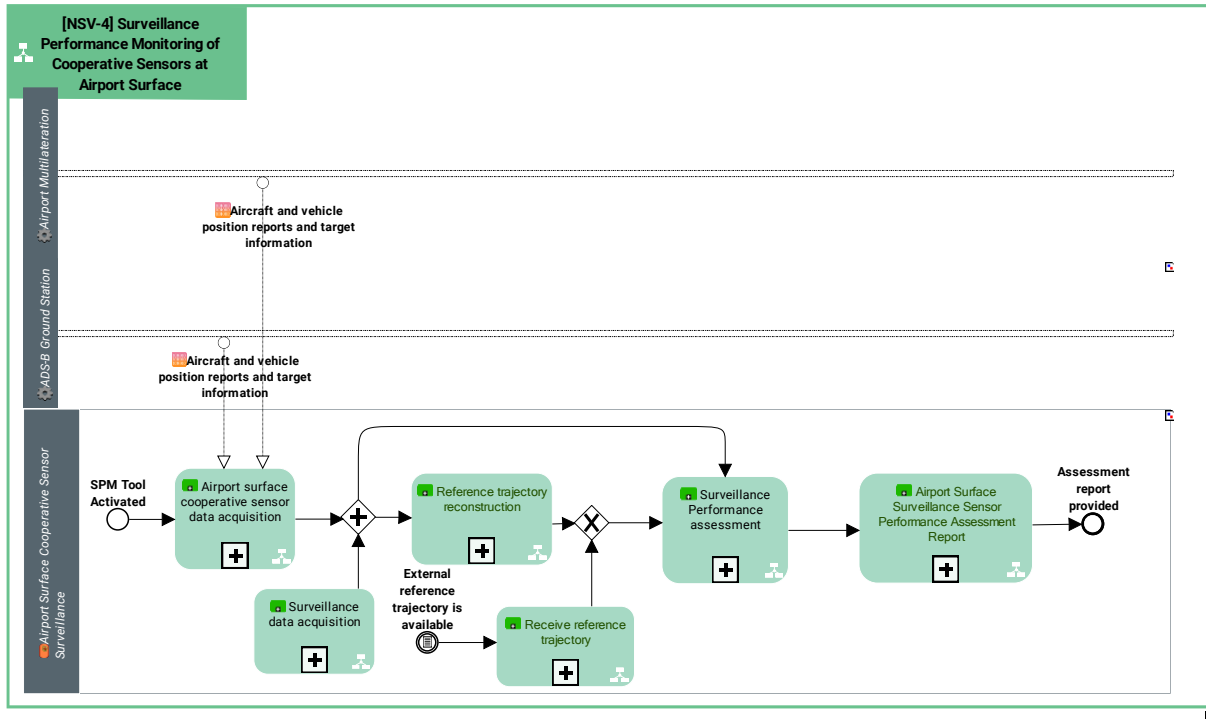 [NSV-4] Surveillance
Performance Monitoring of
Cooperative Sensors at
Airport Surface
Airport Multilateration
Aircraft and vehicle
position reports and target
information
ADS-B Ground Station
Aircraft and vehicle
position reports and target
information
Airport Surface Cooperative Sensor
Surveillance
SPM Tool
Activated
Airport surface
cooperative sensor
data acquisition
Reference trajectory
reconstruction
Surveillance
Performance
assessment
Airport Surface
Surveillance Sensor
Performance Assessment
Report
Assessment
report
provided
Surveillance
data acquisition
External
reference
trajectory is
available
Receive reference
trajectory